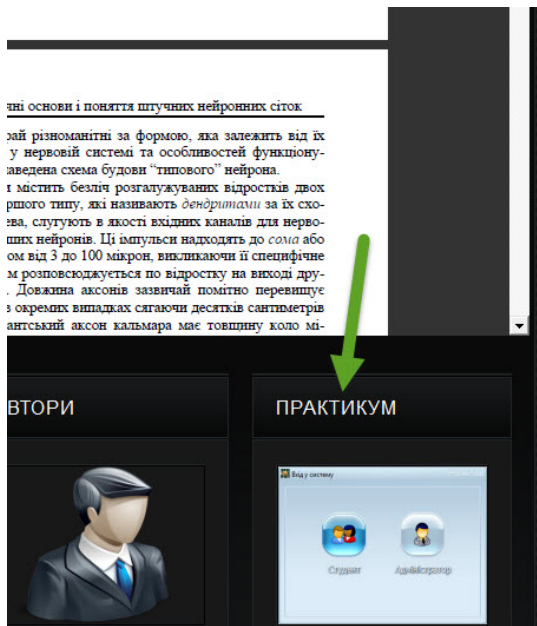 чні основи і поняття штучних нейронних сіток
рай різноманітні за формою, яка залежить від їх
у нервовій системі та особливостей функціону-
наведена схема будови “типового” нейрона.
и містить безліч розгалужуваних відростків двох
ршого типу, які називають дендритами за їх схо-
ева, слугують в якості вхідних каналів для нерво-
нших нейронів. Ці імпульси надходять до сома або
ром від 3 до 100 мікрон, викликаючи її специфічне
м розповсюджується по відростку на виході дру-
. Довжина аксонів зазвичай помітно перевищує
в окремих випадках сягаючи десятків сантиметрів
антський аксон кальмара має товщину коло мі-
ВТОРИ
ПРАКТИКУМ
Вхід у систему
Студент
Адміністратор